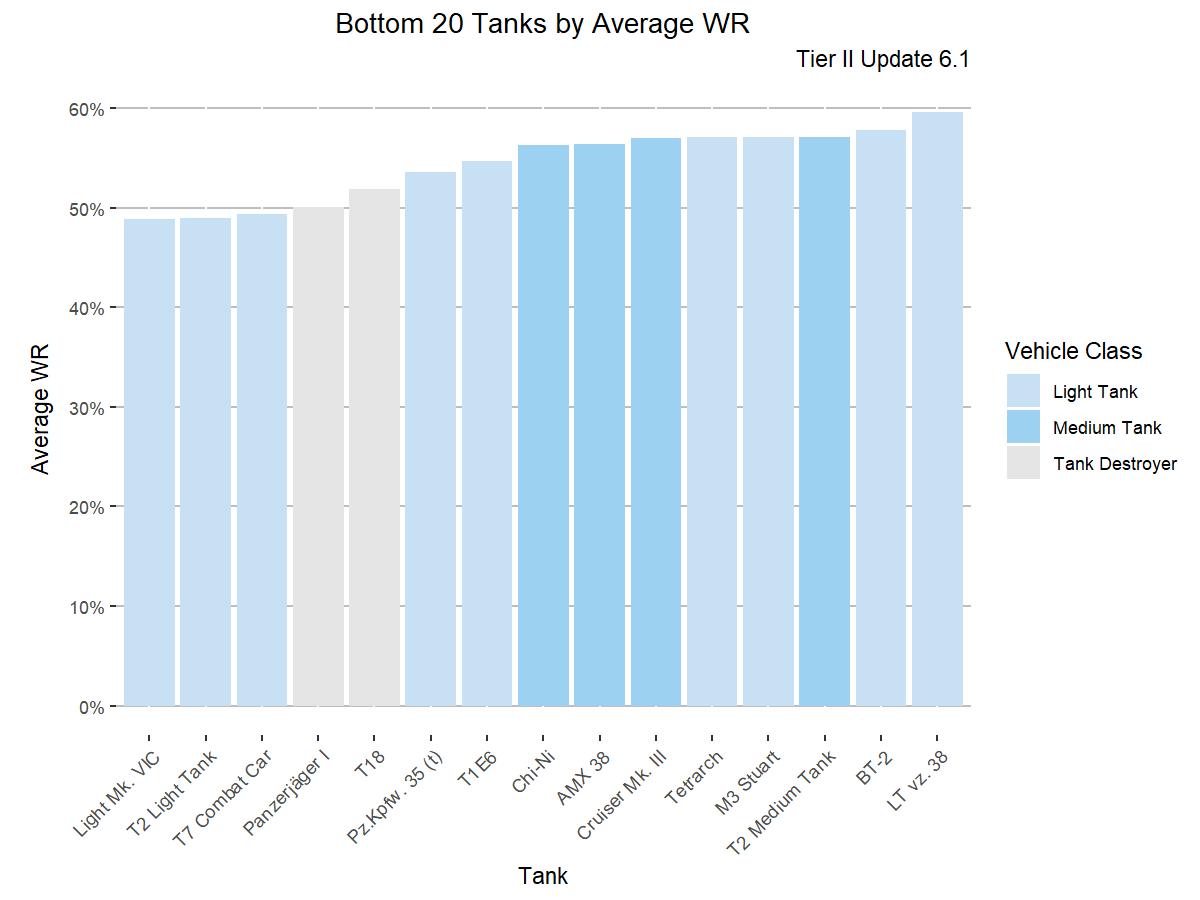 Bottom 20 Tanks by Average WR
Tier II Update 6.1
60%
50%
40%
30%
20%
10%
0%
Average WR
Light Mk. VIC
T2 Light Tank
T7 Combat Car
Panzerjäger I
T18
Pz.Kpfw. 35 (t)
T1E6
Chi-Ni
AMX 38
Cruiser Mk. III
Tetrarch
M3 Stuart
T2 Medium Tank
BT-2
LT vz. 38
Tank
Vehicle Class
Light Tank
Medium Tank
Tank Destroyer